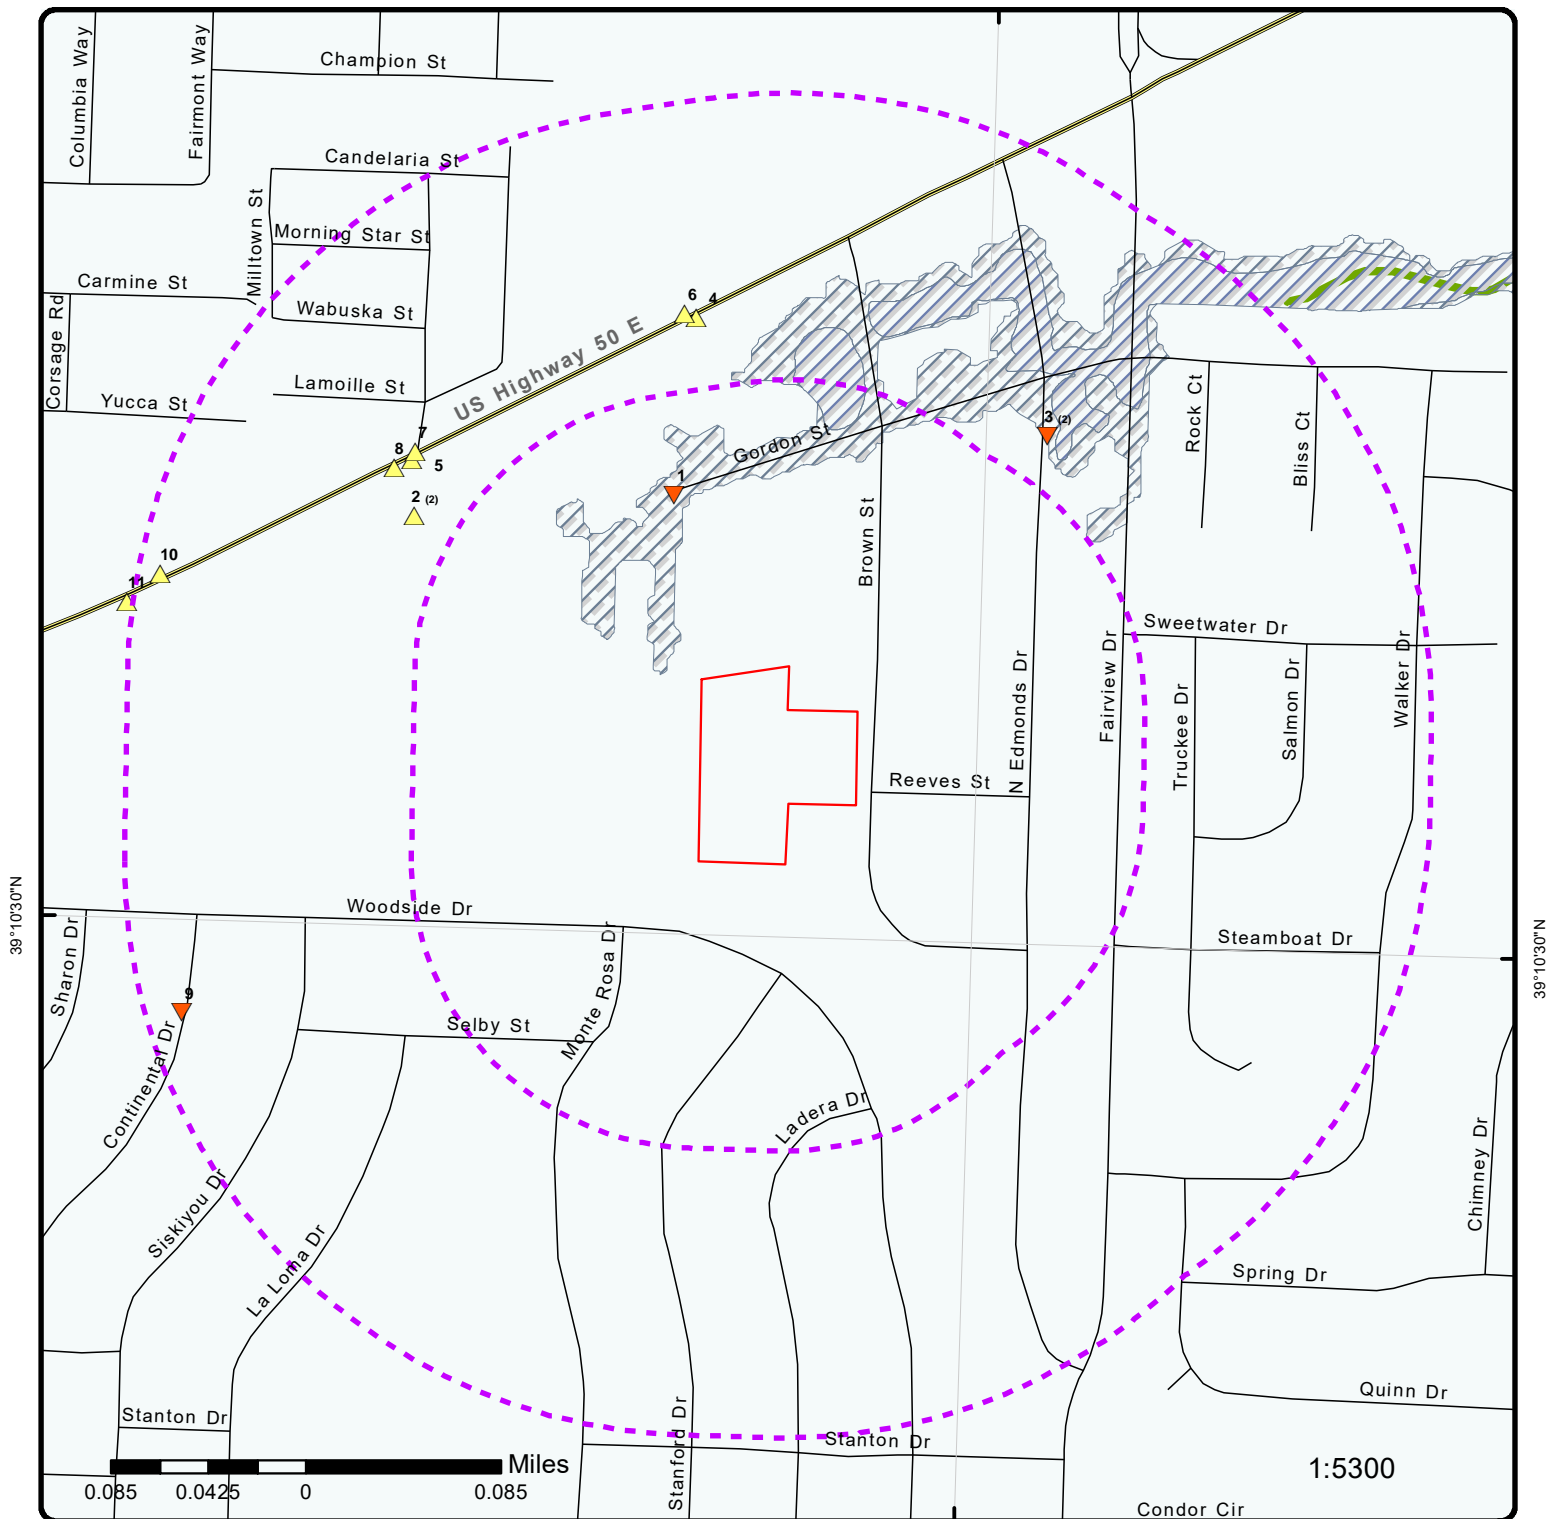 Columbia Way
Fairmont Way
Champion St
Candelaria St
Milltown St
Morning Star St
Carmine St
Wabuska St
Corsage Rd
6
4
US Highway 50 E
Lamoille St
Yucca St
Rock Ct
Bliss Ct
7
8
5
3 (2)
Gordon St
1
2 (2)
Brown St
10
11
Sweetwater Dr
N Edmonds Dr
Fairview Dr
Truckee Dr
Salmon Dr
Walker Dr
Reeves St
39°10'30"N
39°10'30"N
Woodside Dr
Steamboat Dr
Sharon Dr
9
Monte Rosa Dr
Selby St
Continental Dr
Ladera Dr
Chimney Dr
Siskiyou Dr
La Loma Dr
Spring Dr
Quinn Dr
Stanton Dr
Stanford Dr
Stanton Dr
Miles
1:5300
0.085
0.0425
0
0.085
Condor Cir